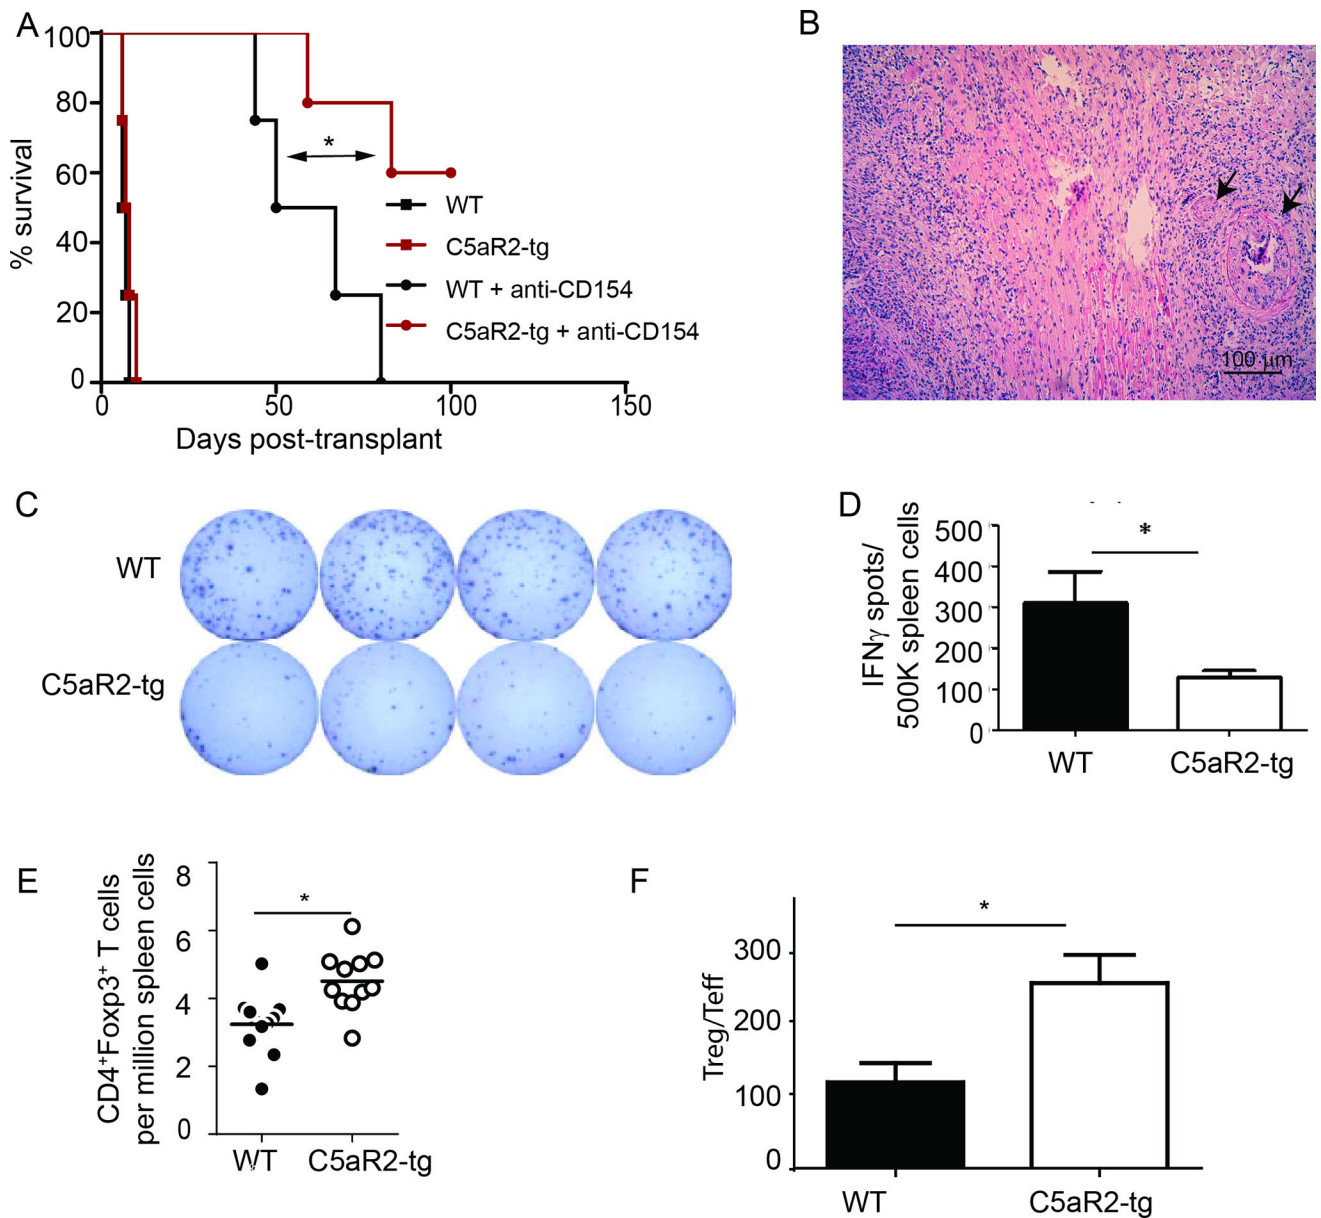 A
100
80
60
40
20
0
% survival
*
WT
C5aR2-tg
WT + anti-CD154
C5aR2-tg + anti-CD154
0
50
100
150
Days post-transplant
B
100 µm
C
WT
C5aR2-tg
D
IFNγ spots/
500K spleen cells
500
400
300
200
100
0
*
WT
C5aR2-tg
E
CD4⁺Foxp3⁺ T cells
per million spleen cells
8
6
4
2
0
*
WT
C5aR2-tg
F
Treg/Teff
300
200
100
0
*
WT
C5aR2-tg